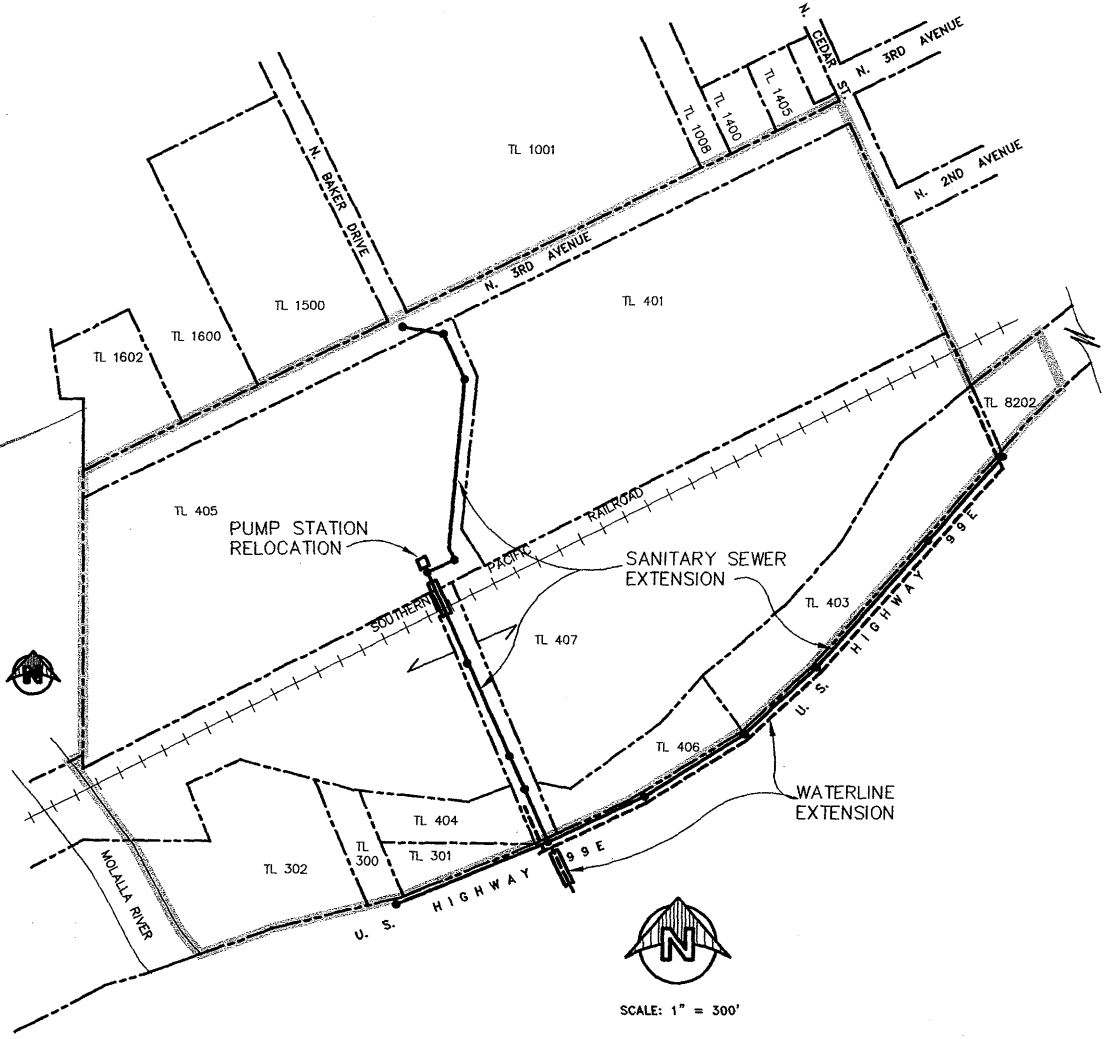 N. CEDAR ST.
N. 3RD AVENUE
TL 1405
TL 1400
TL 1008
TL 1001
N. 2ND AVENUE
N. BAKER DRIVE
N. 3RD AVENUE
TL 401
TL 1500
TL 1600
TL 1602
TL 8202
TL 405
PUMP STATION
RELOCATION
SOUTHERN PACIFIC RAILROAD
SANITARY SEWER
EXTENSION
TL 403
TL 407
N
U. S. HIGHWAY 99E
TL 406
WATERLINE
EXTENSION
TL 404
TL 301
TL
300
TL 302
MOLALLA RIVER
U. S. HIGHWAY 99E
N
SCALE: 1" = 300'